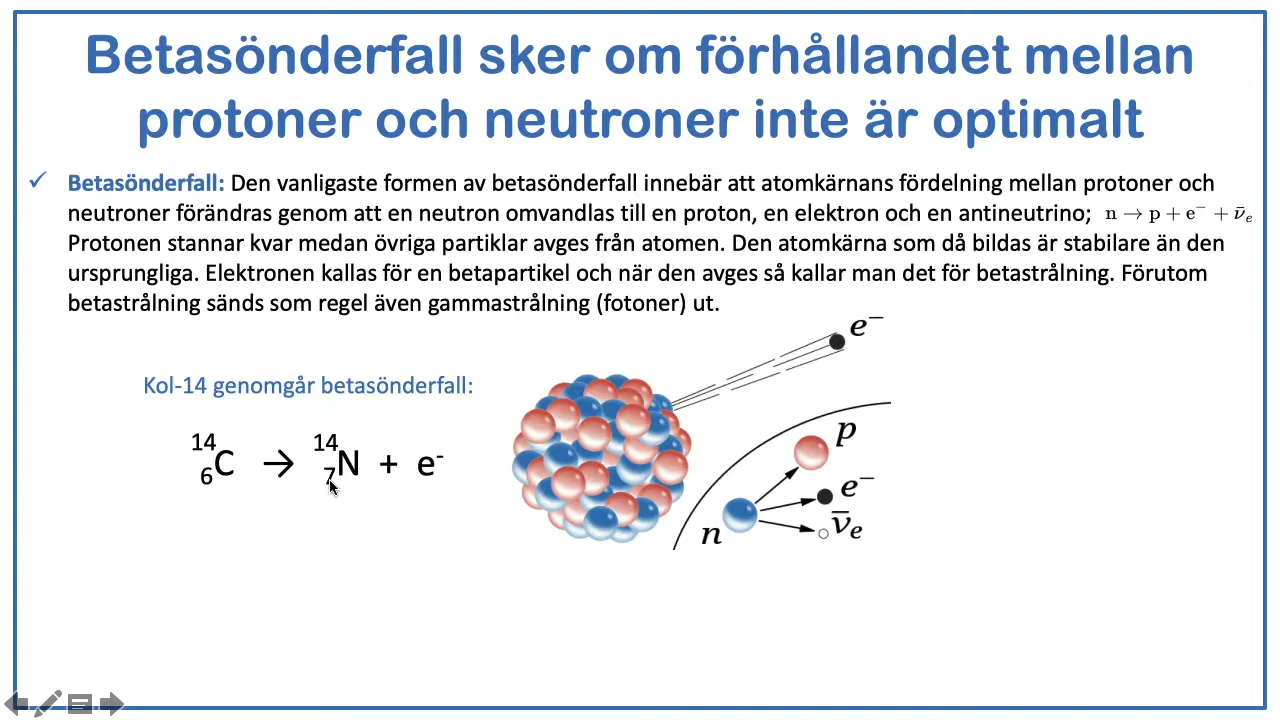 Betasönderfall sker om förhållandet mellan
protoner och neutroner inte är optimalt
✓ Betasönderfall: Den vanligaste formen av betasönderfall innebär att atomkärnans fördelning mellan protoner och
neutroner förändras genom att en neutron omvandlas till en proton, en elektron och en antineutrino; n → p + e⁻ + ν̅ₑ
Protonen stannar kvar medan övriga partiklar avges från atomen. Den atomkärna som då bildas är stabilare än den
ursprungliga. Elektronen kallas för en betapartikel och när den avges så kallar man det för betastrålning. Förutom
betastrålning sänds som regel även gammastrålning (fotoner) ut.
Kol-14 genomgår betasönderfall:
¹⁴₆C → ¹⁴₇N + e⁻
e⁻
p
e⁻
ν̅ₑ
n